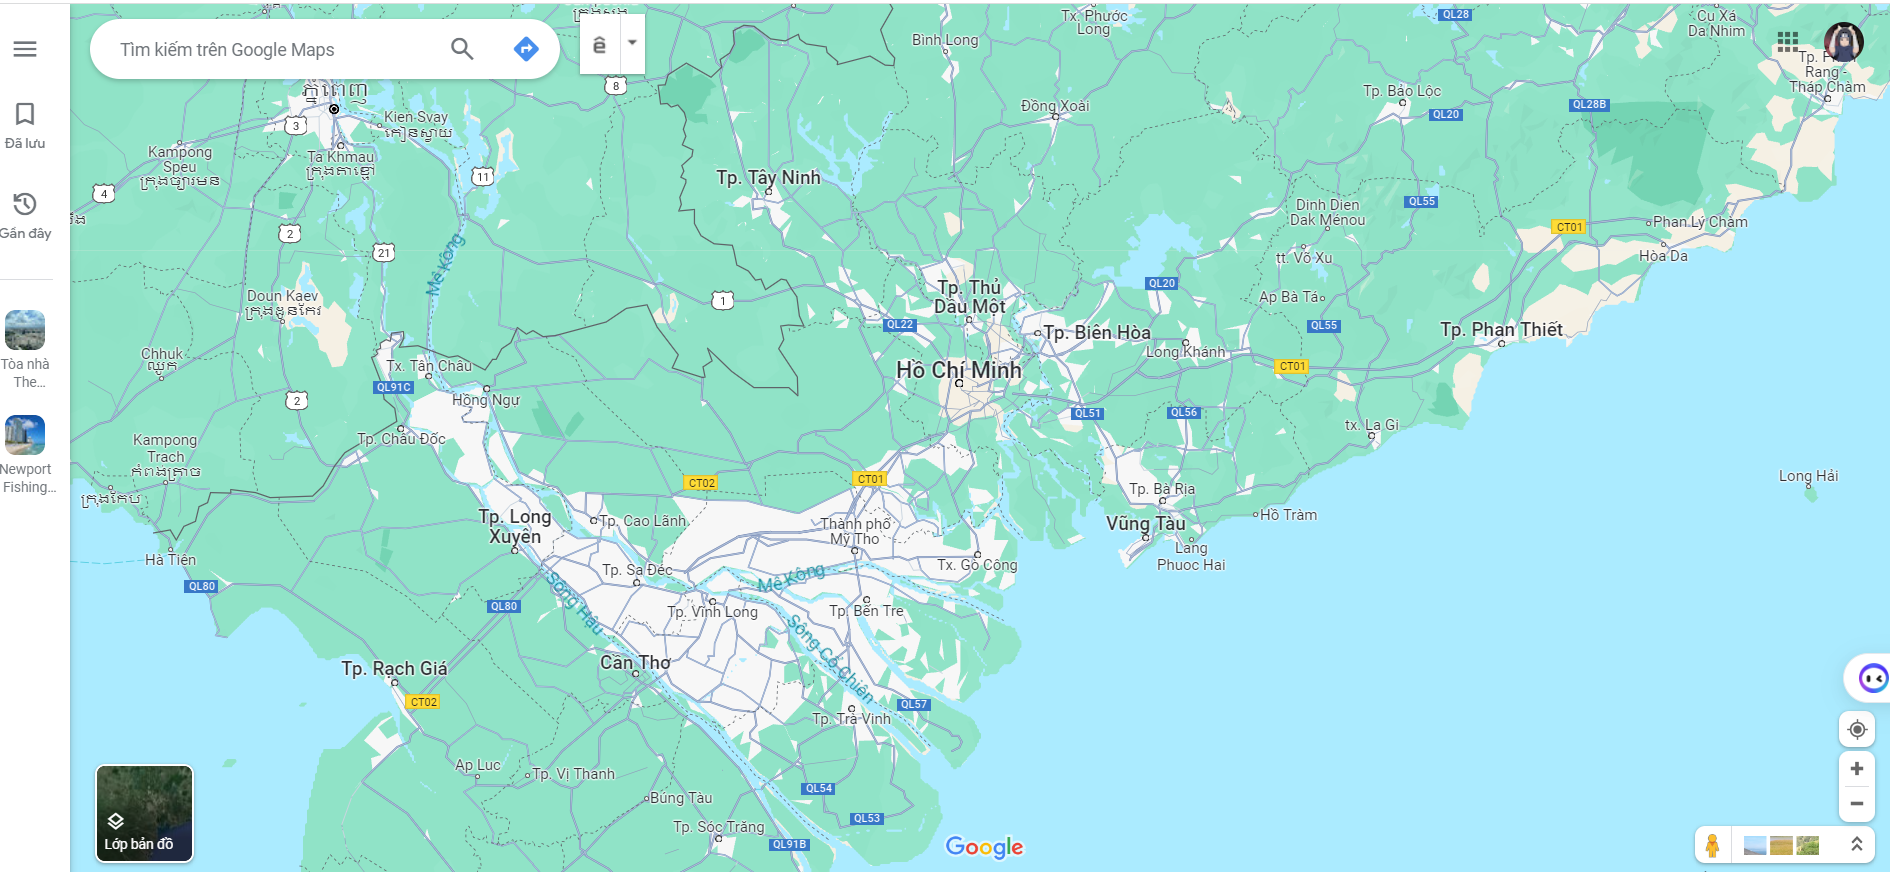 Tìm kiếm trên Google Maps
ê
Đã lưu
Gần đây
Tòa nhà
The...
Newport
Fishing...
Lớp bản đồ
ភ្នំពេញ
3
Kien Svay
កៀនស្វាយ
Ta Khmau
ក្រុងតាខ្មៅ
Kampong
Speu
ក្រុងច្បារមន
4
11
8
2
21
Mê Kông
Doun Kaev
ក្រុងដូនកែវ
1
Chhuk
ឈូក
2
Kampong
Trach
កំពង់ត្រាច
ក្រុងកែប
Tx. Tân Châu
QL91C
Hồng Ngự
Tp. Châu Đốc
Hà Tiên
QL80
Tp. Long
Xuyên
QL80
Tp. Cao Lãnh
Tp. Sa Đéc
Sông Hậu
Tp. Vĩnh Long
Cần Thơ
Tp. Rạch Giá
CT02
Ap Luc
Tp. Vị Thanh
Búng Tàu
Tp. Sóc Trăng
QL91B
QL54
QL53
QL57
Tp. Trà Vinh
Sông Cổ Chiên
Tp. Bến Tre
Mê Kông
Thành phố
Mỹ Tho
Tx. Gò Công
CT02
CT01
Bình Long
Tx. Phước
Long
QL28
Cu Xá
Da Nhim
Tp. Phan
Rang -
Tháp Chàm
Đồng Xoài
Tp. Bảo Lộc
QL20
QL28B
Tp. Tây Ninh
QL55
Dinh Dien
Dak Ménou
CT01
Phan Lý Chàm
Hòa Da
tt. Võ Xu
QL20
Ap Bà Tá
Tp. Thủ
Dầu Một
QL22
Tp. Biên Hòa
Long Khánh
QL55
Tp. Phan Thiết
CT01
Hồ Chí Minh
QL51
QL56
tx. La Gi
Long Hải
Tp. Bà Rịa
Vũng Tàu
Hồ Tràm
Lang
Phuoc Hai
Google